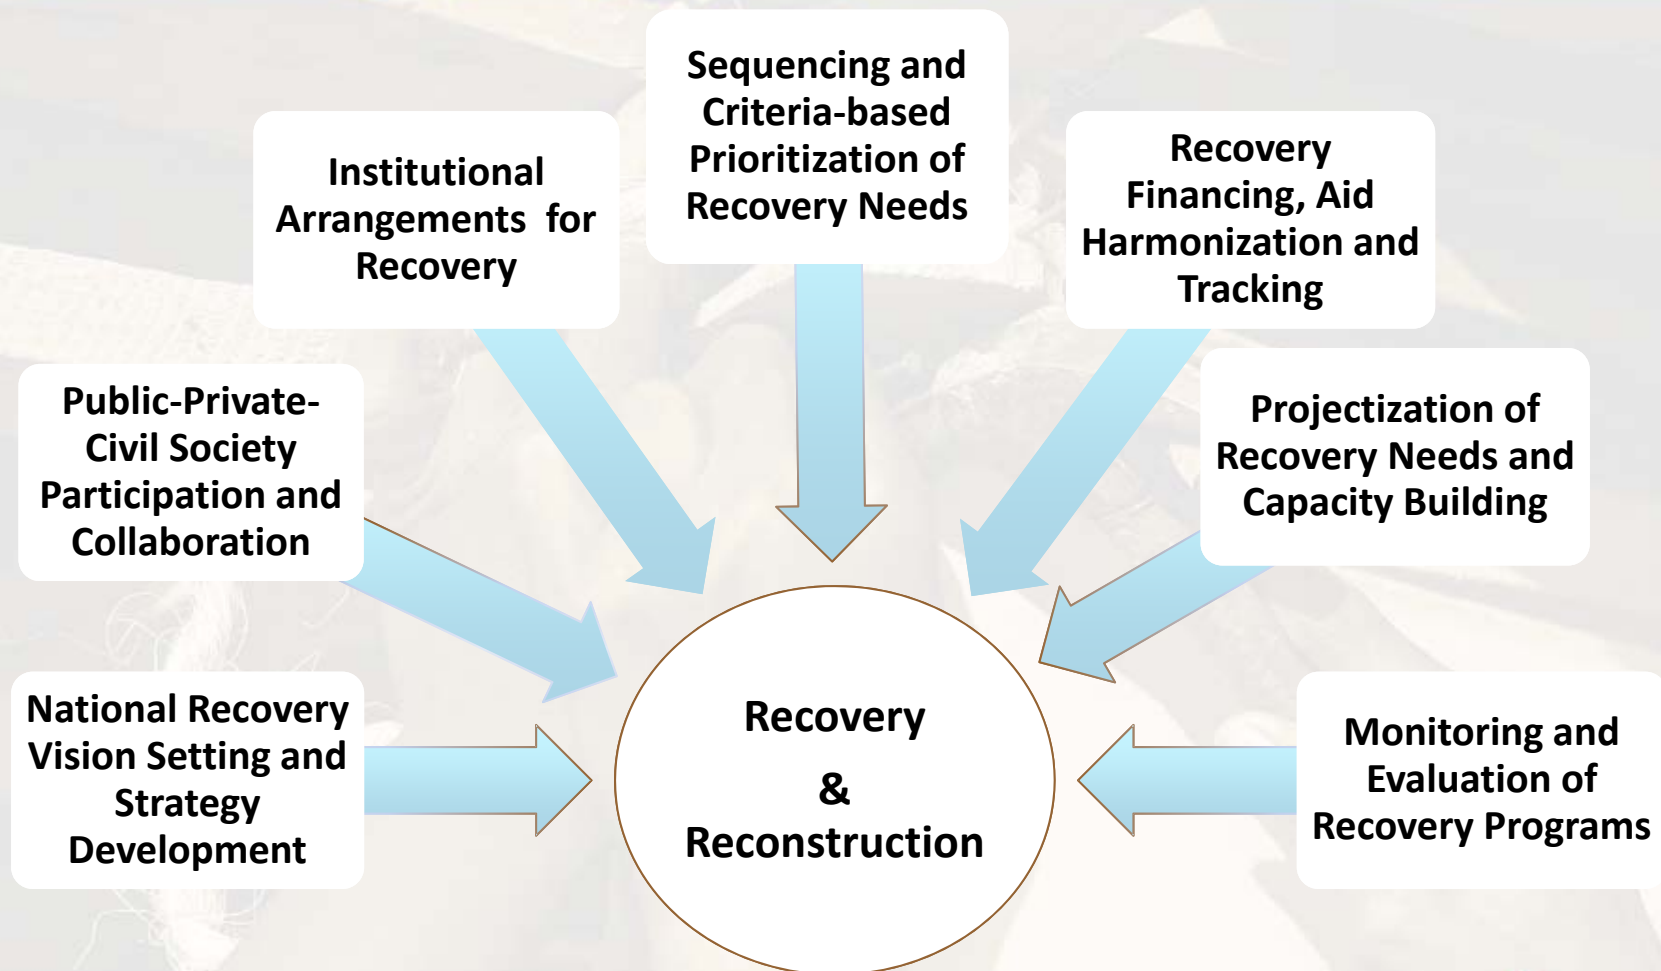 Sequencing and
Criteria-based
Prioritization of
Recovery Needs
Institutional
Arrangements for
Recovery
Recovery
Financing, Aid
Harmonization and
Tracking
Public-Private-
Civil Society
Participation and
Collaboration
Projectization of
Recovery Needs and
Capacity Building
National Recovery
Vision Setting and
Strategy
Development
Recovery
&
Reconstruction
Monitoring and
Evaluation of
Recovery Programs